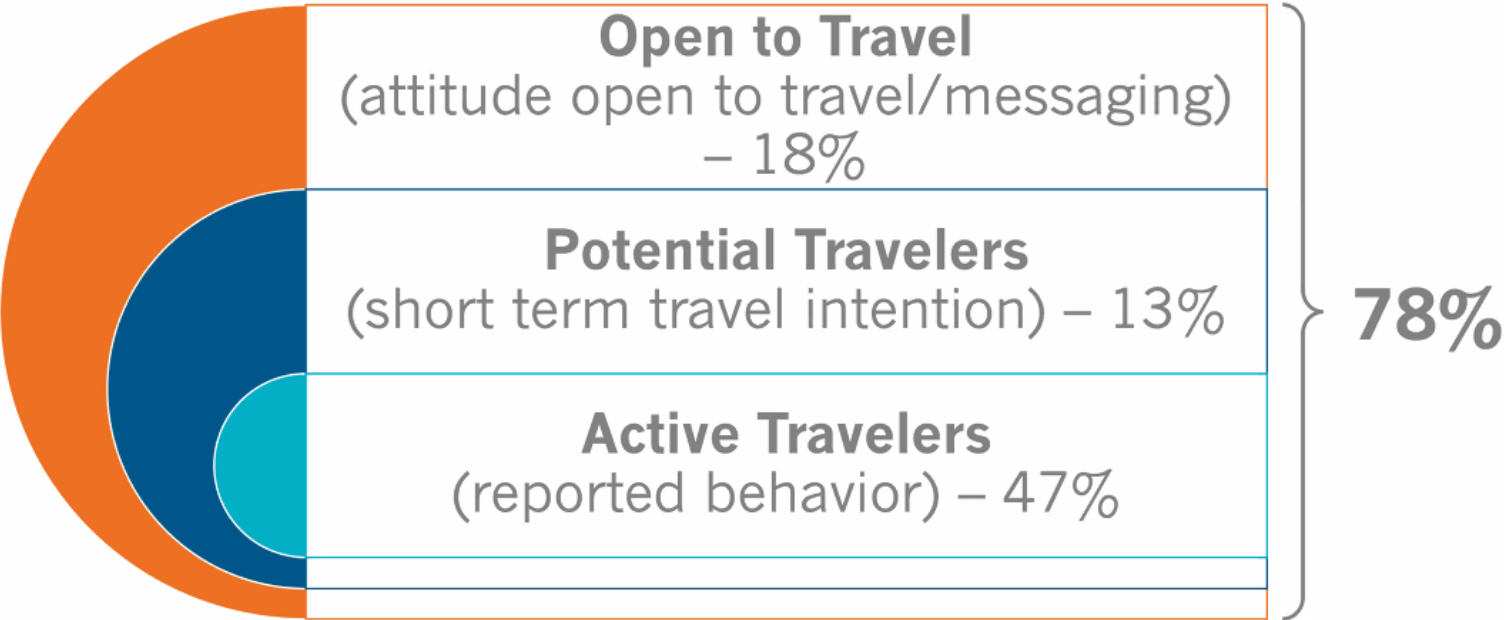 Open to Travel
(attitude open to travel/messaging)
– 18%
Potential Travelers
(short term travel intention) – 13%
Active Travelers
(reported behavior) – 47%
78%